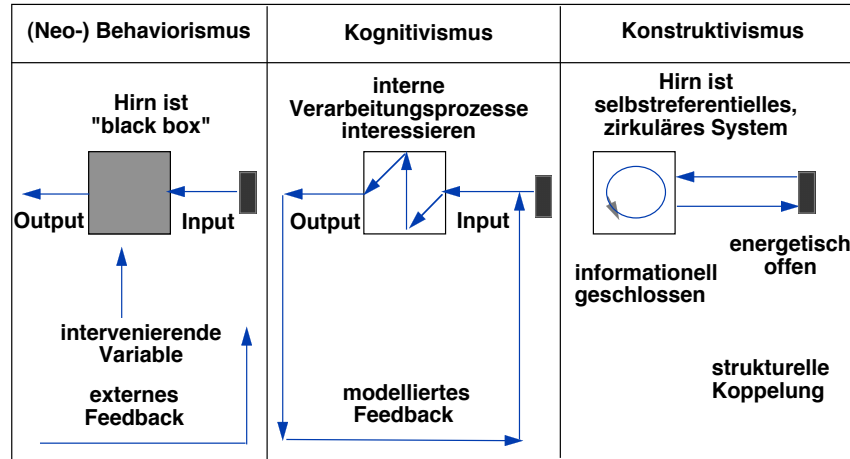 (Neo-) Behaviorismus
Hirn ist
"black box"
Output
Input
intervenierende
Variable
externes
Feedback
Kognitivismus
interne
Verarbeitungsprozesse
interessieren
Output
Input
modelliertes
Feedback
Konstruktivismus
Hirn ist
selbstreferentielles,
zirkuläres System
energetisch
offen
informationell
geschlossen
strukturelle
Koppelung